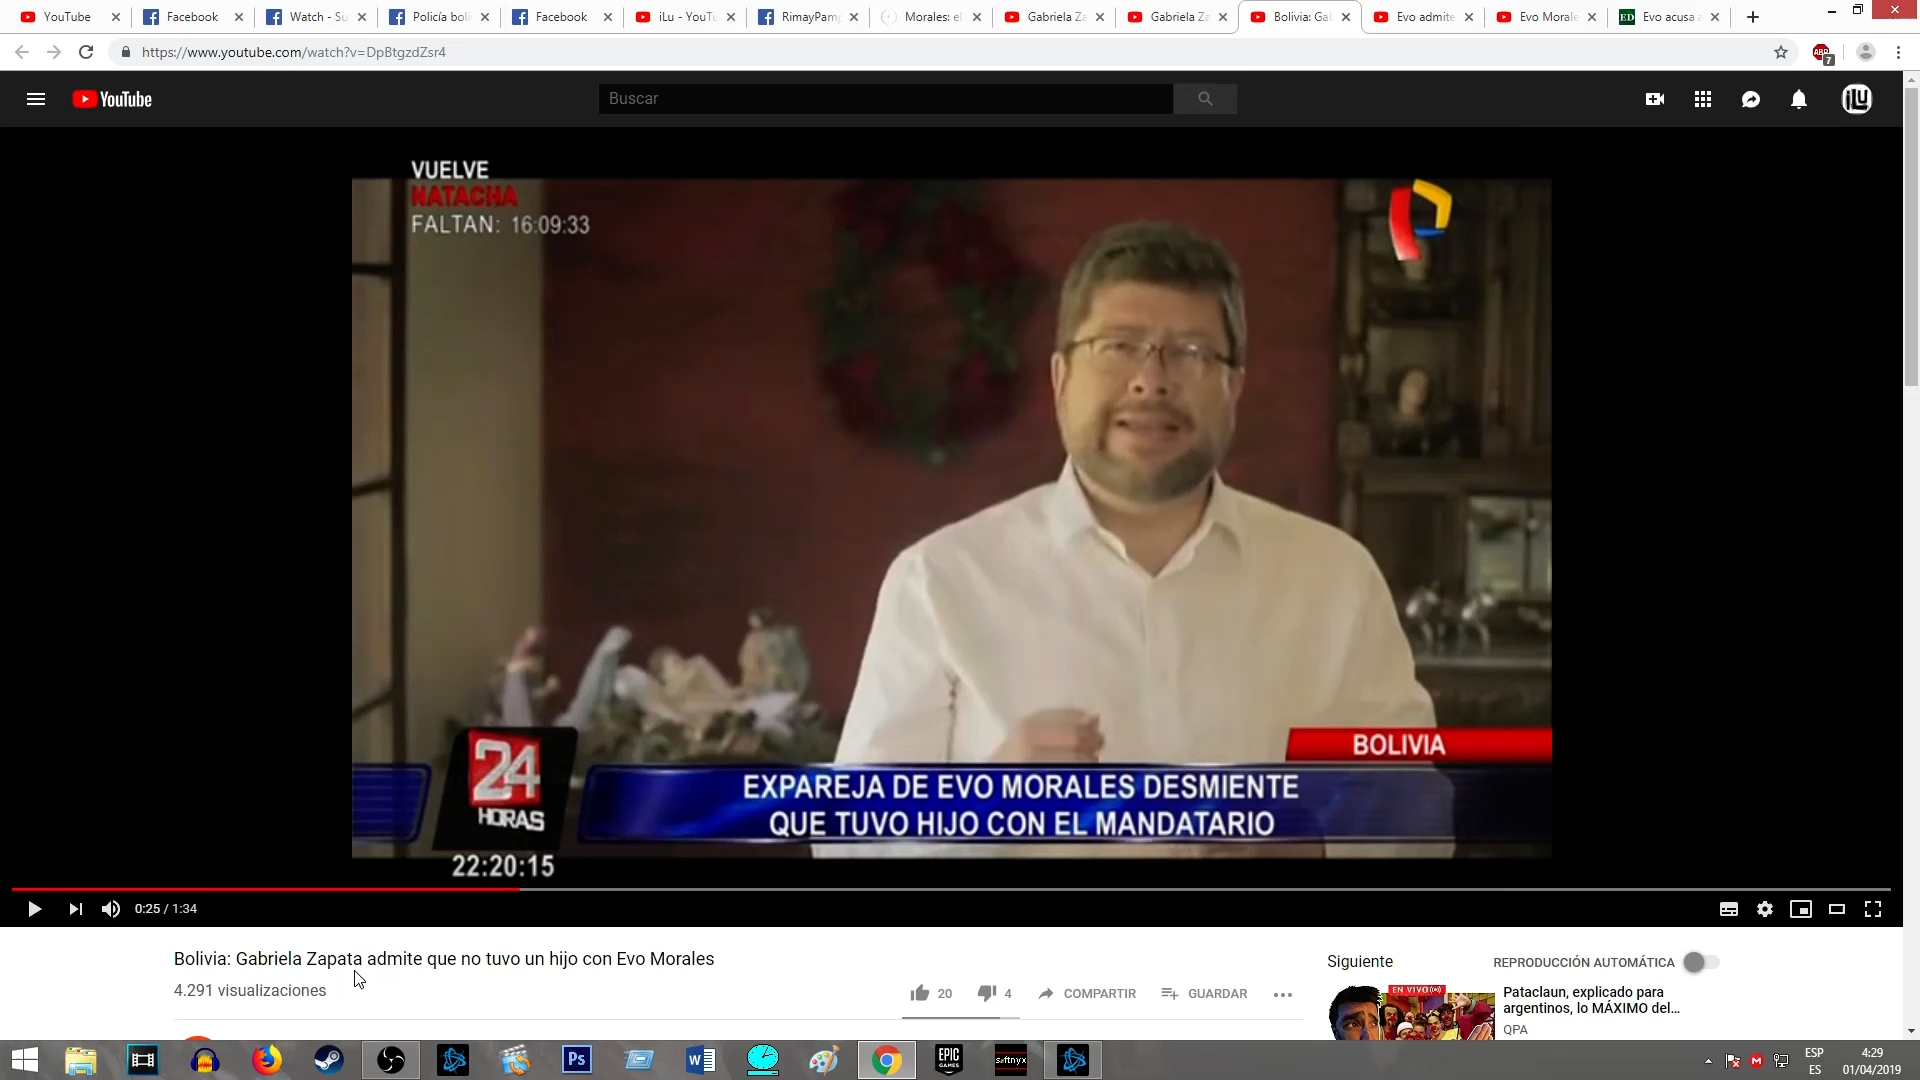 YouTube
Facebook
Watch - Su
Policía boli
Facebook
iLu - YouTu
RimayPamp
Morales: el
Gabriela Za
Gabriela Za
Bolivia: Gab
Evo admite
Evo Morale
Evo acusa a
https://www.youtube.com/watch?v=DpBtgzdZsr4
ABP
7
YouTube
Buscar
iLU
VUELVE
NATACHA
FALTAN: 16:09:33
BOLIVIA
24
HORAS
EXPAREJA DE EVO MORALES DESMIENTE
QUE TUVO HIJO CON EL MANDATARIO
22:20:15
0:25 / 1:34
Bolivia: Gabriela Zapata admite que no tuvo un hijo con Evo Morales
4.291 visualizaciones
20
4
COMPARTIR
GUARDAR
Siguiente
REPRODUCCIÓN AUTOMÁTICA
EN VIVO
Pataclaun, explicado para
argentinos, lo MÁXIMO del...
QPA
Ps
W
EPIC
GAMES
softnyx
ESP
ES
4:29
01/04/2019